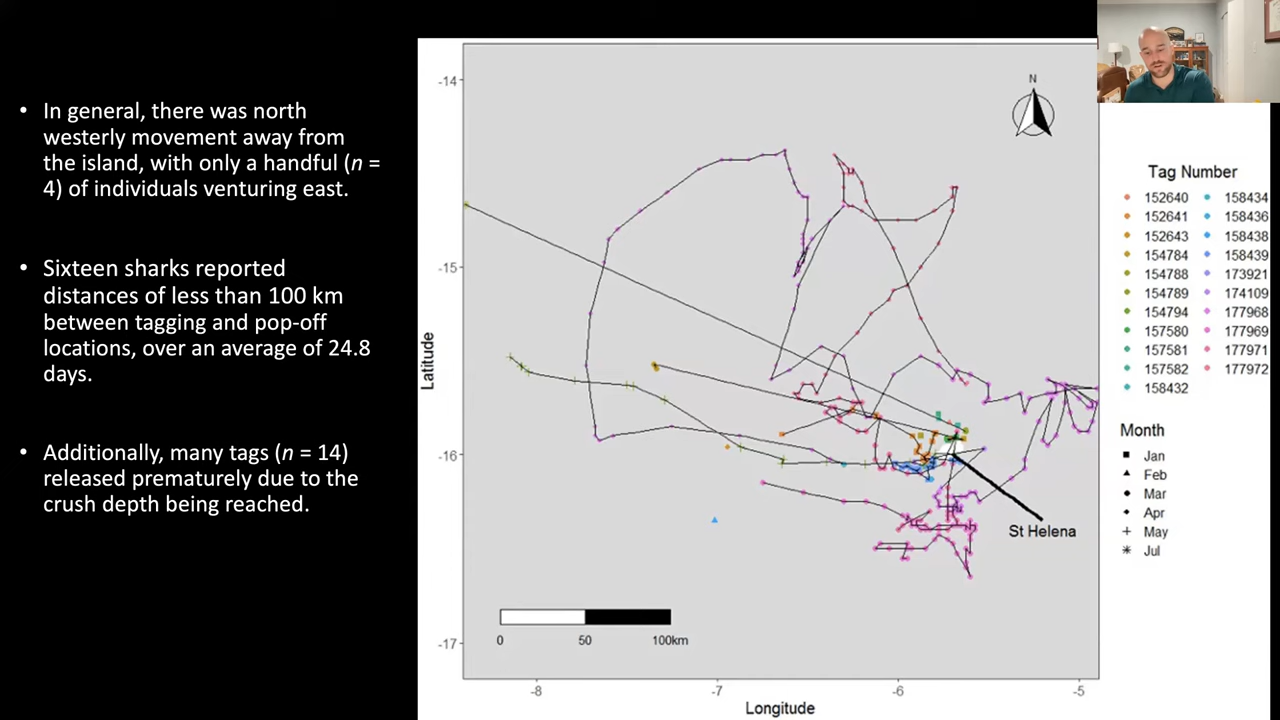 • In general, there was north
westerly movement away from
the island, with only a handful (n =
4) of individuals venturing east.
• Sixteen sharks reported
distances of less than 100 km
between tagging and pop-off
locations, over an average of 24.8
days.
• Additionally, many tags (n = 14)
released prematurely due to the
crush depth being reached.
N
-14
-15
-16
-17
Latitude
St Helena
0 50 100km
-8 -7 -6 -5
Longitude
Tag Number
152640 158434
152641 158436
152643 158438
154784 158439
154788 173921
154789 174109
154794 177968
157580 177969
157581 177971
157582 177972
158432
Month
Jan
Feb
Mar
Apr
May
Jul